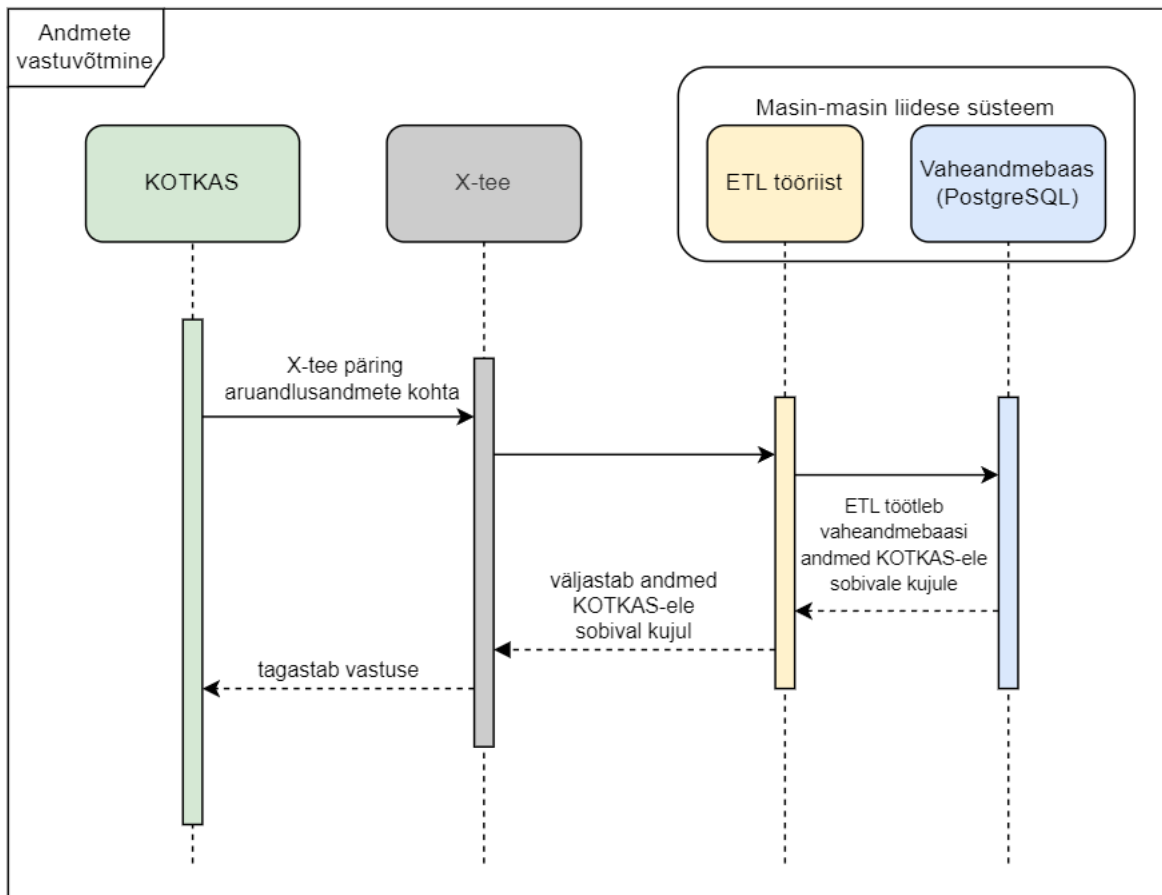 Andmete
vastuvõtmine
Masin-masin liidese süsteem
KOTKAS
X-tee
ETL tööriist
Vaheandmebaas
(PostgreSQL)
X-tee päring
aruandlusandmete kohta
ETL töötleb
vaheandmebaasi
andmed KOTKAS-ele
sobivale kujule
väljastab andmed
KOTKAS-ele
sobival kujul
tagastab vastuse